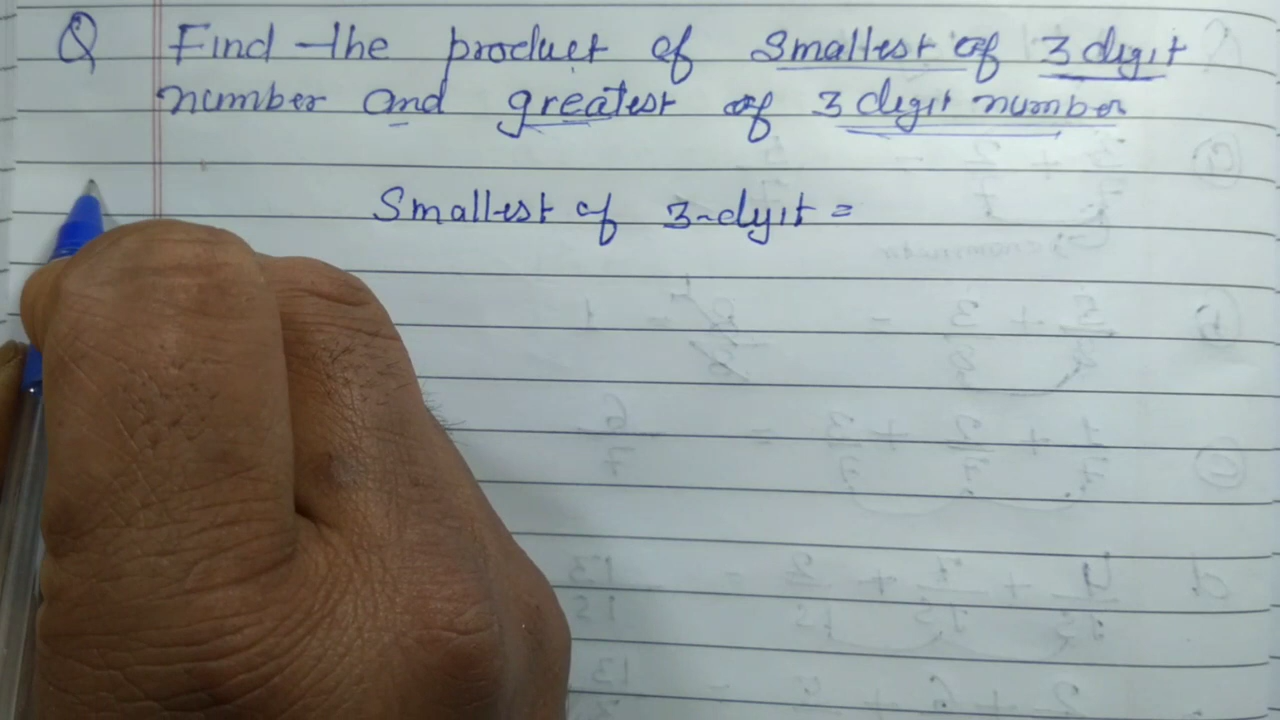 Q Find the product of smallest of 3 digit
number and greatest of 3 digit number
Smallest of 3-digit =